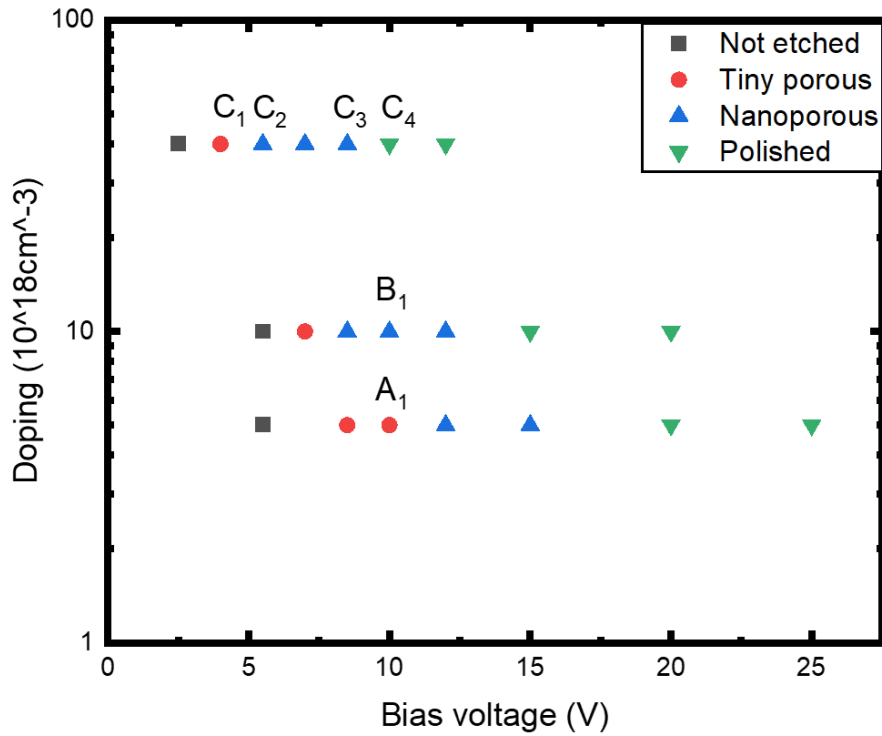 100
Not etched
Tiny porous
Nanoporous
Polished
C₁ C₂ C₃ C₄
B₁
10
A₁
1
0 5 10 15 20 25
Bias voltage (V)
Doping (10^18cm^-3)